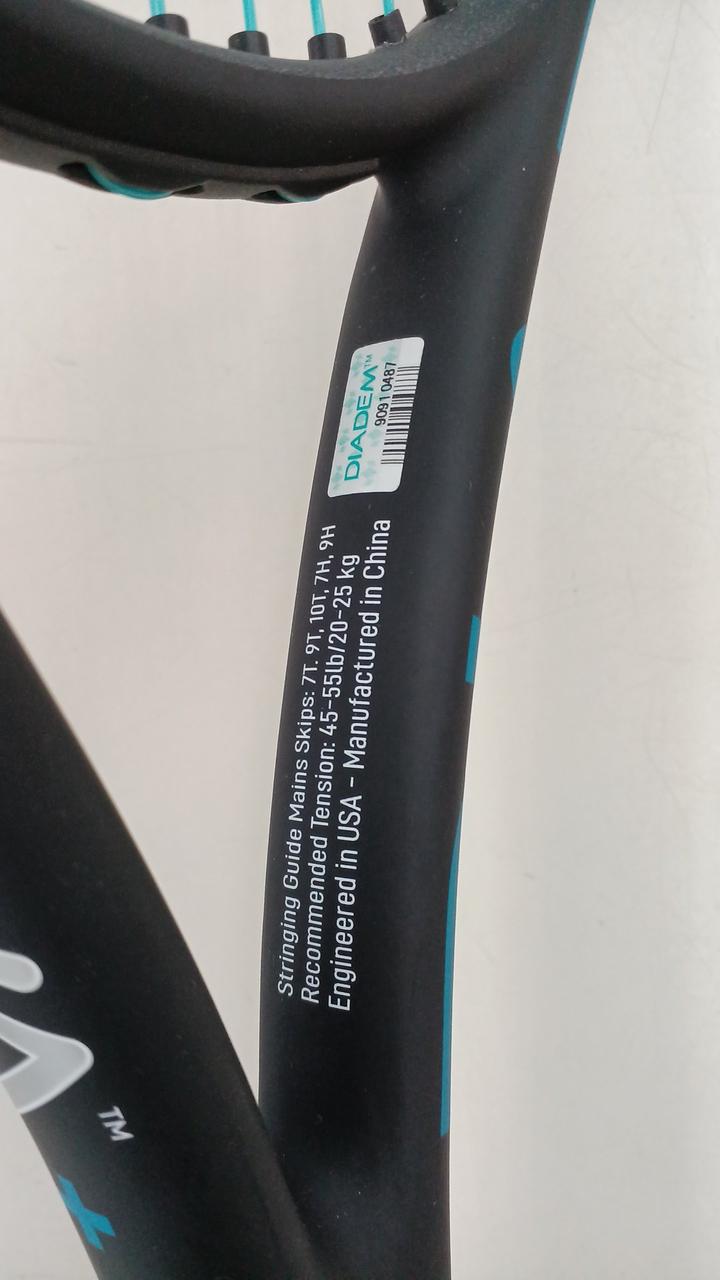 DIADEM™
9091 0487
Stringing Guide Mains Skips: 7T. 9T, 10T, 7H, 9H
Recommended Tension: 45-55lb/20-25 kg
Engineered in USA - Manufactured in China
TM
+